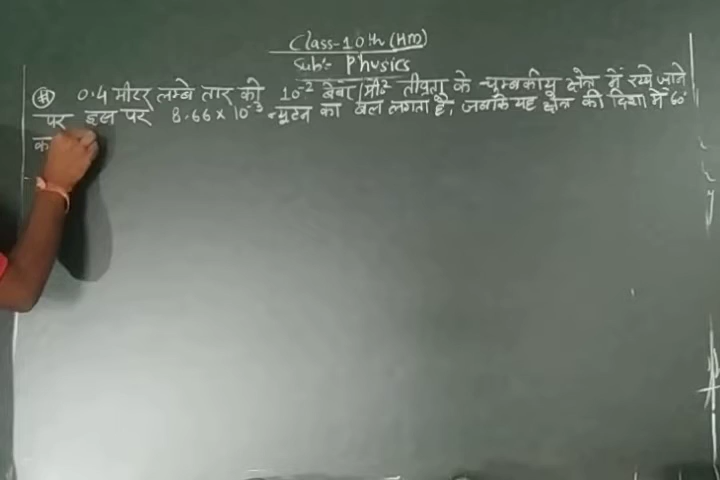 Class-10th (HM)
Sub:- Physics
(#) 0.4 मीटर लम्बे तार को 10⁻² वेबर/मी² तीव्रता के चुम्बकीय क्षेत्र में रखे जाने
पर इस पर 8.66 × 10⁻³ न्यूटन का बल लगता है, जबकि यह क्षेत्र की दिशा में 60°
क